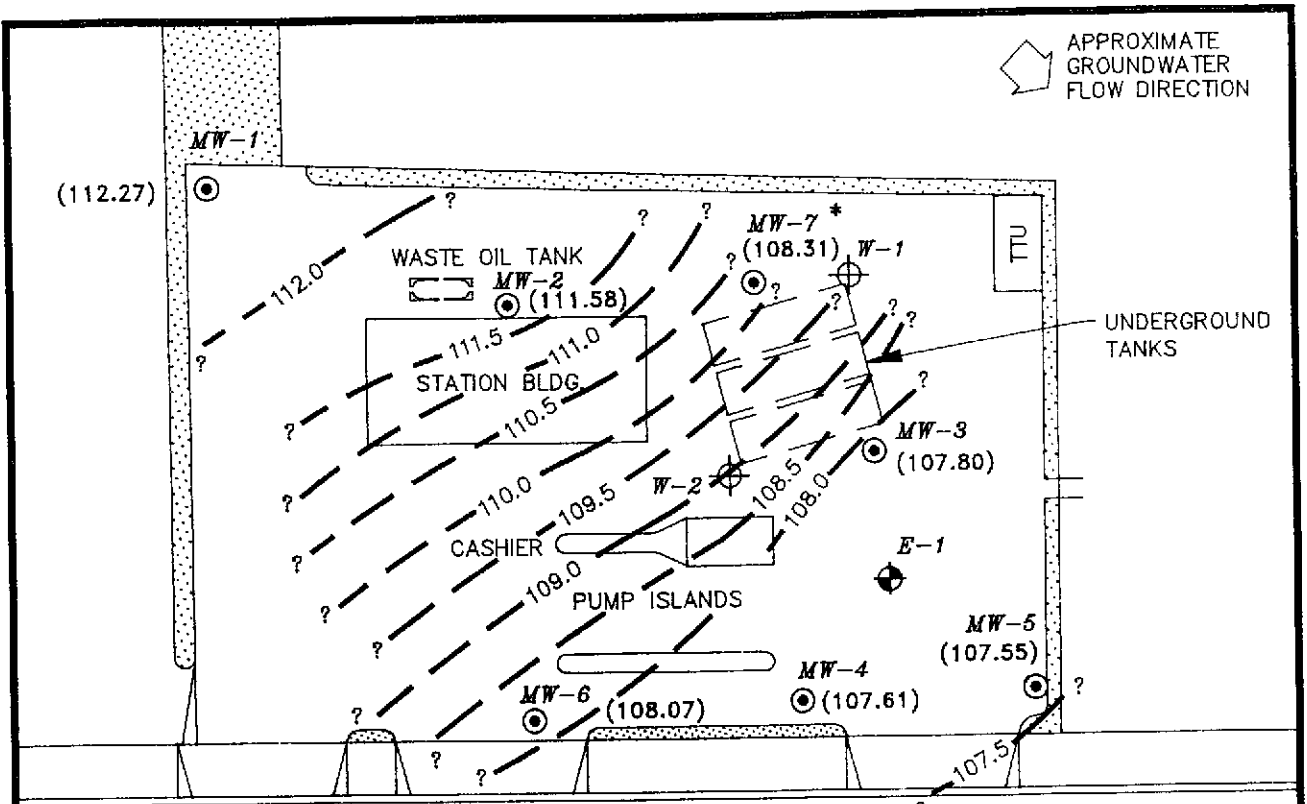 APPROXIMATE
GROUNDWATER
FLOW DIRECTION
MW-1
(112.27)
?
?
?
MW-7 *
(108.31)
W-1
TTU
WASTE OIL TANK
MW-2
(111.58)
112.0
?
?
?
?
?
UNDERGROUND
TANKS
111.5
111.0
STATION BLDG.
?
?
110.5
?
MW-3
(107.80)
110.0
109.5
W-2
108.5
108.0
?
?
CASHIER
E-1
109.0
?
PUMP ISLANDS
?
MW-5
(107.55)
?
MW-4
(107.61)
MW-6
(108.07)
?
?
?
107.5